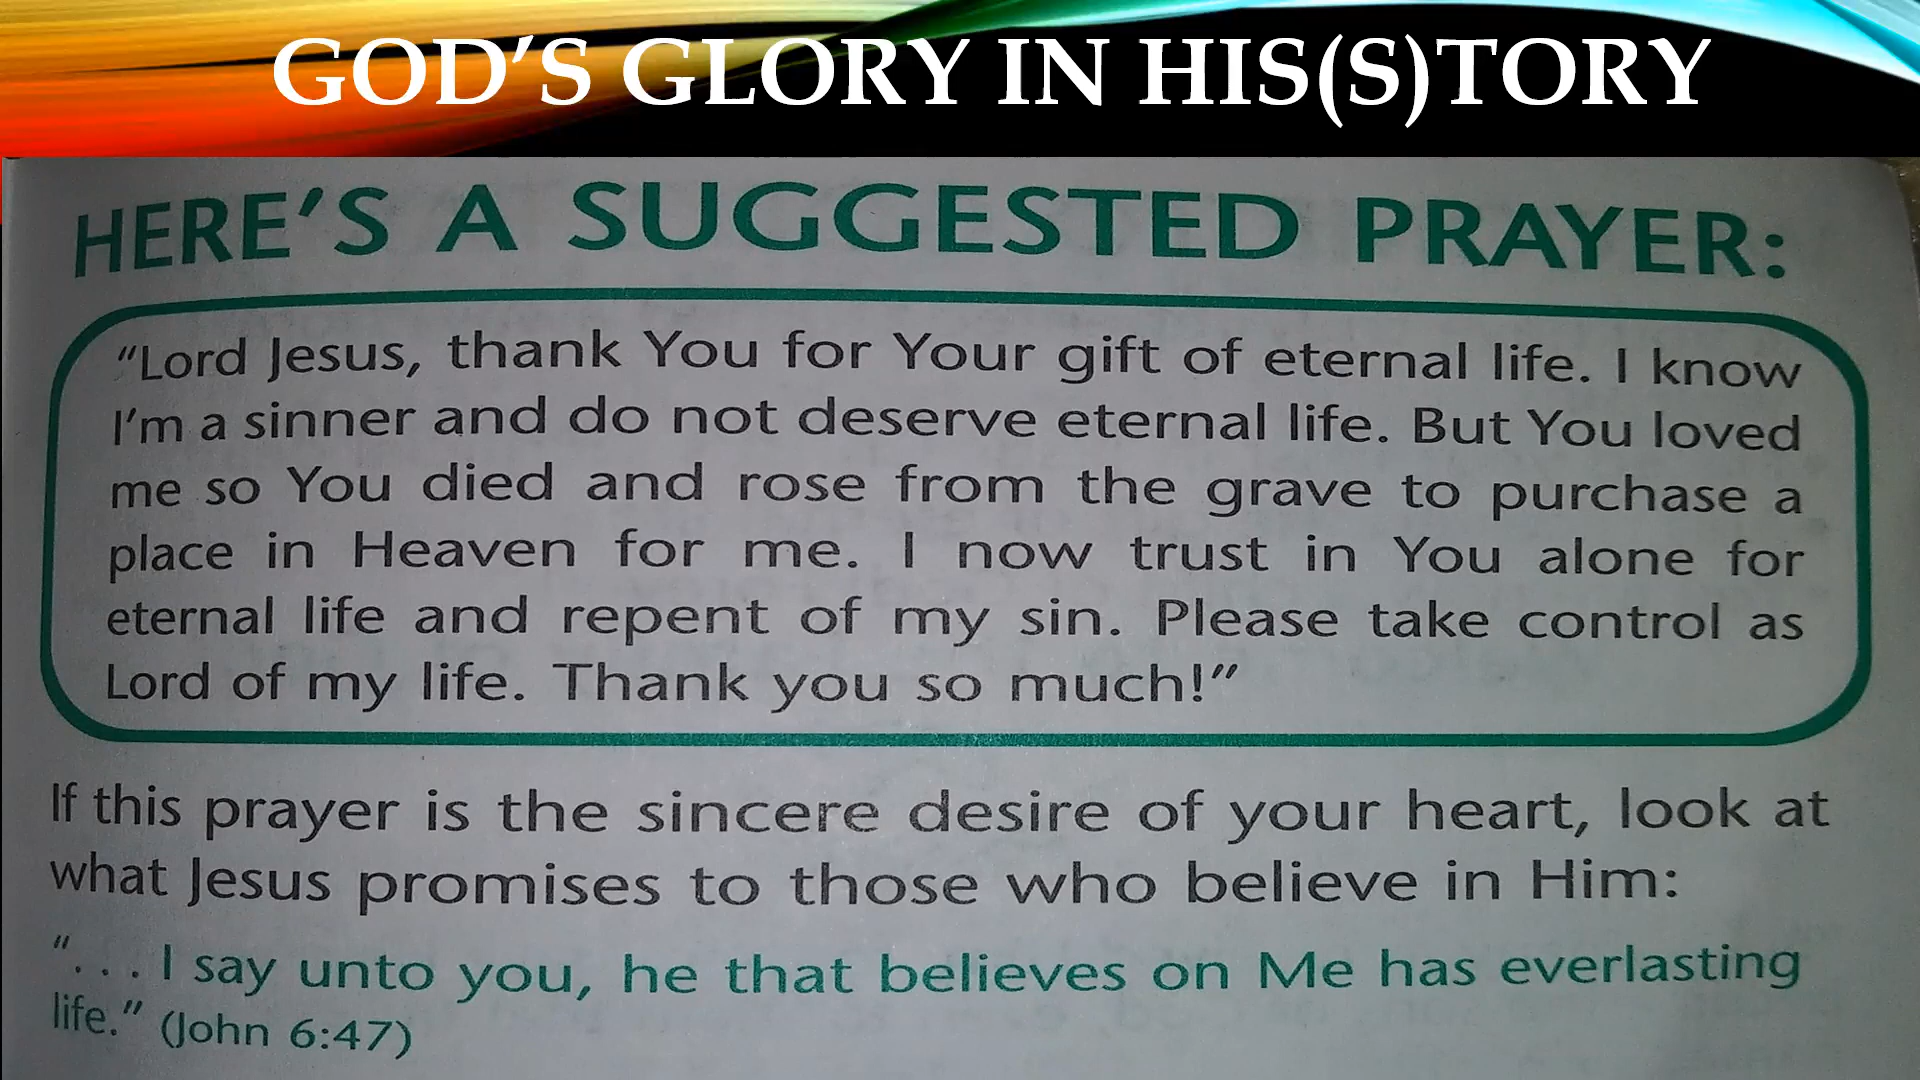 GOD'S GLORY IN HIS(S)TORY
HERE'S A SUGGESTED PRAYER:
"Lord Jesus, thank You for Your gift of eternal life. I know
I'm a sinner and do not deserve eternal life. But You loved
me so You died and rose from the grave to purchase a
place in Heaven for me. I now trust in You alone for
eternal life and repent of my sin. Please take control as
Lord of my life. Thank you so much!"
If this prayer is the sincere desire of your heart, look at
what Jesus promises to those who believe in Him:
". . . I say unto you, he that believes on Me has everlasting
life." (John 6:47)